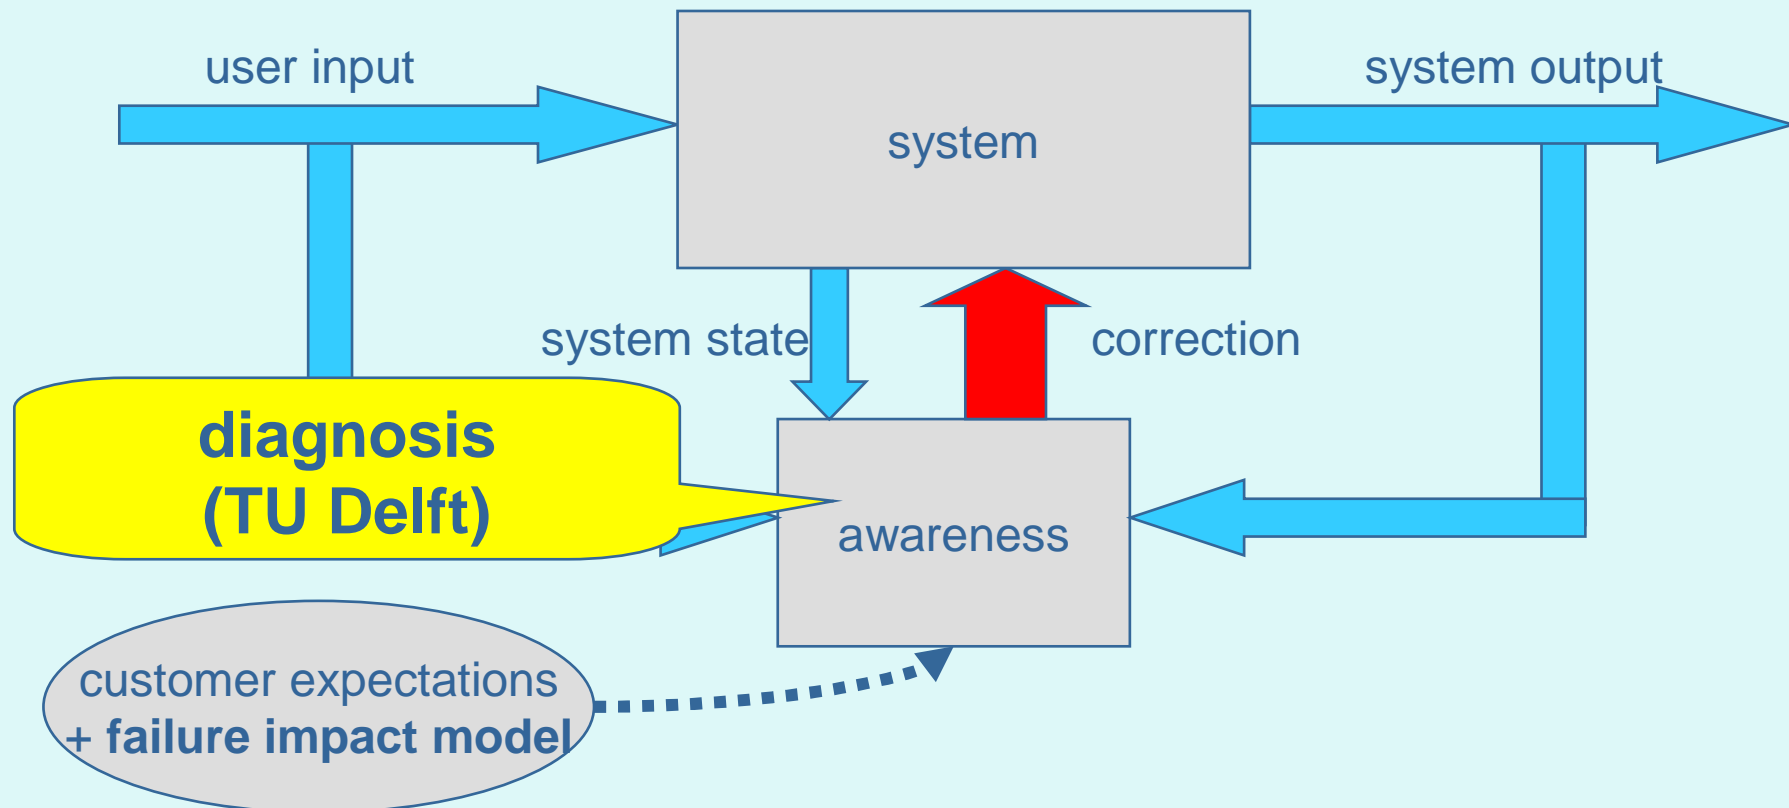 user input
system output
system
system state
correction
diagnosis
(TU Delft)
awareness
customer expectations
+ failure impact model